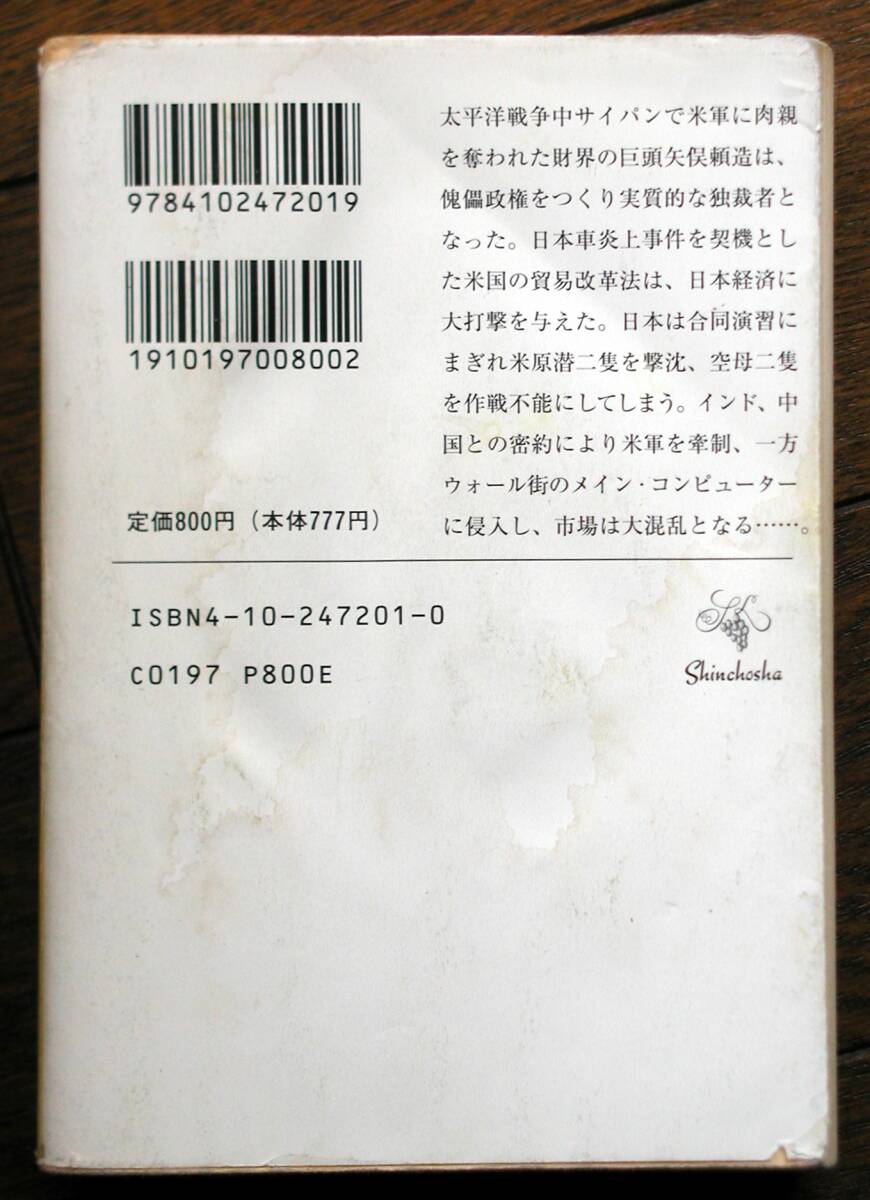 9784102472019
1910197008002
定価800円（本体777円）
太平洋戦争中サイパンで米軍に肉親
を奪われた財界の巨頭矢俣頼造は、
傀儡政権をつくり実質的な独裁者と
なった。日本車炎上事件を契機とし
た米国の貿易改革法は、日本経済に
大打撃を与えた。日本は合同演習に
まぎれ米原潜二隻を撃沈、空母二隻
を作戦不能にしてしまう。インド、中
国との密約により米軍を牽制、一方
ウォール街のメイン・コンピューター
に侵入し、市場は大混乱となる……。
ISBN4-10-247201-0
C0197 P800E
Shinchosha